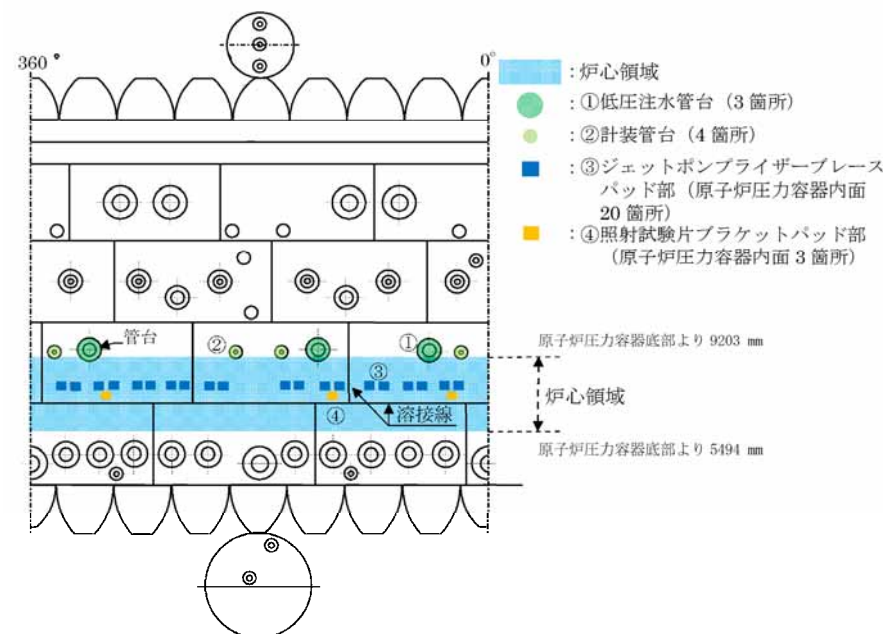 360°
0°
：炉心領域
：①低圧注水管台（3 箇所）
：②計装管台（4 箇所）
：③ジェットポンプライザーブレース
パッド部（原子炉圧力容器内面
20 箇所）
：④照射試験片ブラケットパッド部
（原子炉圧力容器内面 3 箇所）
管台
②
①
原子炉圧力容器底部より 9203 mm
③
炉心領域
④
溶接線
原子炉圧力容器底部より 5494 mm